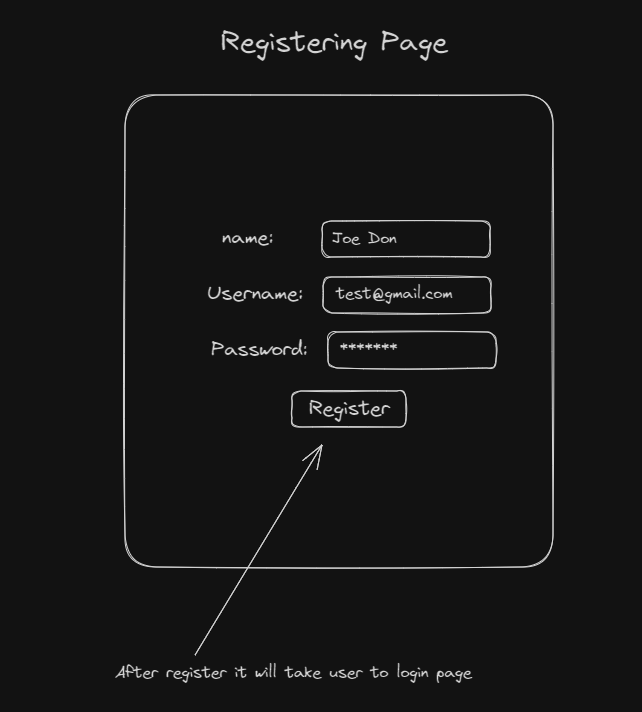 Registering Page
name: Joe Don
Username: test@gmail.com
Password: *******
Register
After register it will take user to login page